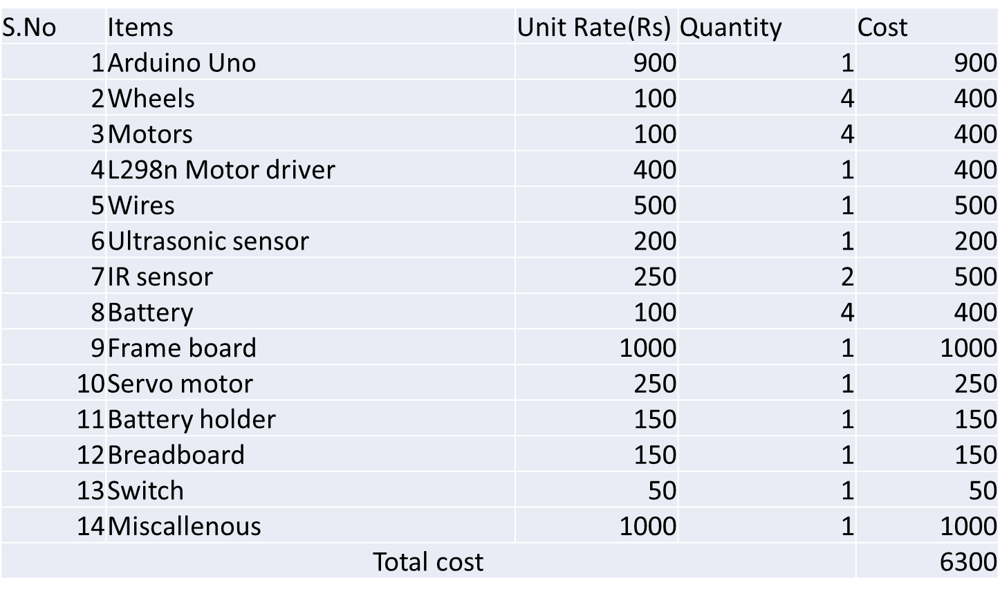 S.No Items Unit Rate(Rs) Quantity Cost
1 Arduino Uno 900 1 900
2 Wheels 100 4 400
3 Motors 100 4 400
4 L298n Motor driver 400 1 400
5 Wires 500 1 500
6 Ultrasonic sensor 200 1 200
7 IR sensor 250 2 500
8 Battery 100 4 400
9 Frame board 1000 1 1000
10 Servo motor 250 1 250
11 Battery holder 150 1 150
12 Breadboard 150 1 150
13 Switch 50 1 50
14 Miscallenous 1000 1 1000
Total cost 6300